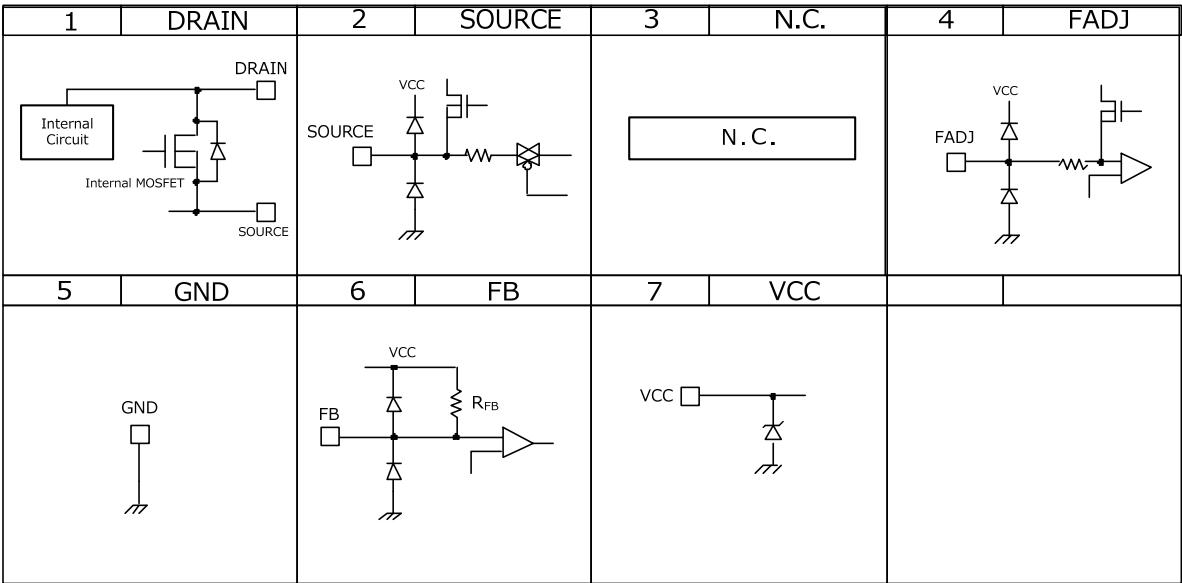 1 DRAIN 2 SOURCE 3 N.C. 4 FADJ
DRAIN
Internal
Circuit
Internal MOSFET
SOURCE
VCC
SOURCE
N.C.
VCC
FADJ
5 GND 6 FB 7 VCC
GND
VCC
FB
RFB
VCC